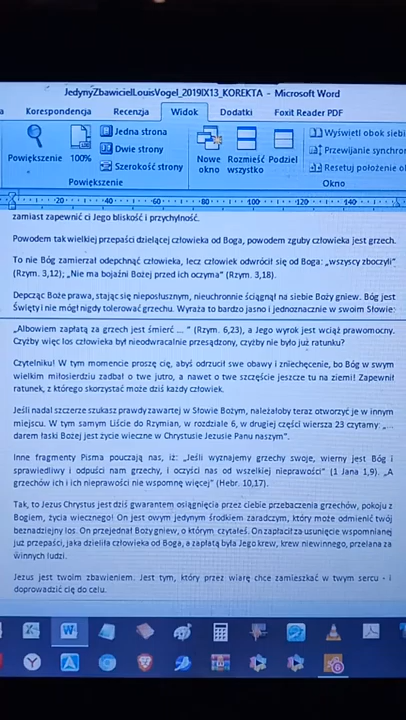 JedynyZbawicielLouisVogel_2019IX13_KOREKTA - Microsoft Word
a Korespondencja Recenzja Widok Dodatki Foxit Reader PDF
Powiększenie
100%
Jedna strona
Dwie strony
Szerokość strony
Nowe okno
Rozmieść wszystko
Podziel
Wyświetl obok siebi
Przewijanie synchron
Resetuj położenie o
Powiększenie
Okno
20 40 60 80 100 120 140
zamiast zapewnić ci Jego bliskość i przychylność.
Powodem tak wielkiej przepaści dzielącej człowieka od Boga, powodem zguby człowieka jest grzech.
To nie Bóg zamierzał odepchnąć człowieka, lecz człowiek odwrócił się od Boga: „wszyscy zboczyli"
(Rzym. 3,12); „Nie ma bojaźni Bożej przed ich oczyma" (Rzym. 3,18).
Depcząc Boże prawa, stając się nieposłusznym, nieuchronnie ściągnął na siebie Boży gniew. Bóg jest
Święty i nie mógł nigdy tolerować grzechu. Wyraża to bardzo jasno i jednoznacznie w swoim Słowie:
„Albowiem zapłatą za grzech jest śmierć ... " (Rzym. 6,23), a Jego wyrok jest wciąż prawomocny.
Czyżby więc los człowieka był nieodwracalnie przesądzony, czyżby nie było już ratunku?
Czytelniku! W tym momencie proszę cię, abyś odrzucił swe obawy i zniechęcenie, bo Bóg w swym
wielkim miłosierdziu zadbał o twe jutro, a nawet o twe szczęście jeszcze tu na ziemi! Zapewnił
ratunek, z którego skorzystać może dziś każdy człowiek.
Jeśli nadal szczerze szukasz prawdy zawartej w Słowie Bożym, należałoby teraz otworzyć je w innym
miejscu. W tym samym Liście do Rzymian, w rozdziale 6, w drugiej części wiersza 23 czytamy: „...
darem łaski Bożej jest życie wieczne w Chrystusie Jezusie Panu naszym".
Inne fragmenty Pisma pouczają nas, iż: „Jeśli wyznajemy grzechy swoje, wierny jest Bóg i
sprawiedliwy i odpuści nam grzechy, i oczyści nas od wszelkiej nieprawości" (1 Jana 1,9). „A
grzechów ich i ich nieprawości nie wspomnę więcej" (Hebr. 10,17).
Tak, to Jezus Chrystus jest dziś gwarantem osiągnięcia przez ciebie przebaczenia grzechów, pokoju z
Bogiem, życia wiecznego! On jest owym jedynym środkiem zaradczym, który może odmienić twój
beznadziejny los. On przejednał Boży gniew, o którym czytałeś. On zapłacił za usunięcie wspomnianej
już przepaści, jaka dzieliła człowieka od Boga, a zapłatą była Jego krew, krew niewinnego, przelana za
winnych ludzi.
Jezus jest twoim zbawieniem. Jest tym, który przez wiarę chce zamieszkać w twym sercu - i
doprowadzić cię do celu.